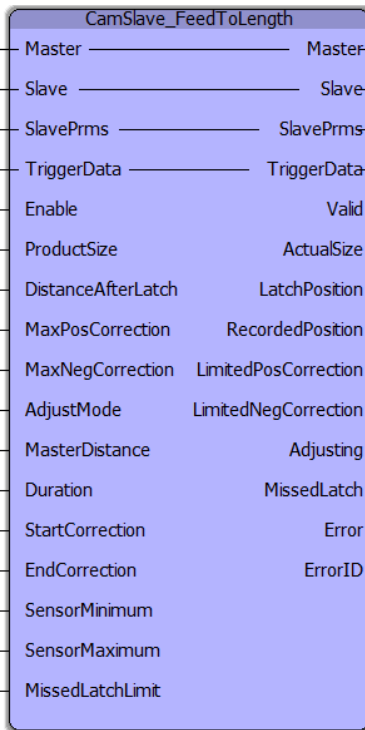 CamSlave_FeedToLength
Master Master
Slave Slave
SlavePrms SlavePrms
TriggerData TriggerData
Enable Valid
ProductSize ActualSize
DistanceAfterLatch LatchPosition
MaxPosCorrection RecordedPosition
MaxNegCorrection LimitedPosCorrection
AdjustMode LimitedNegCorrection
MasterDistance Adjusting
Duration MissedLatch
StartCorrection Error
EndCorrection ErrorID
SensorMinimum
SensorMaximum
MissedLatchLimit